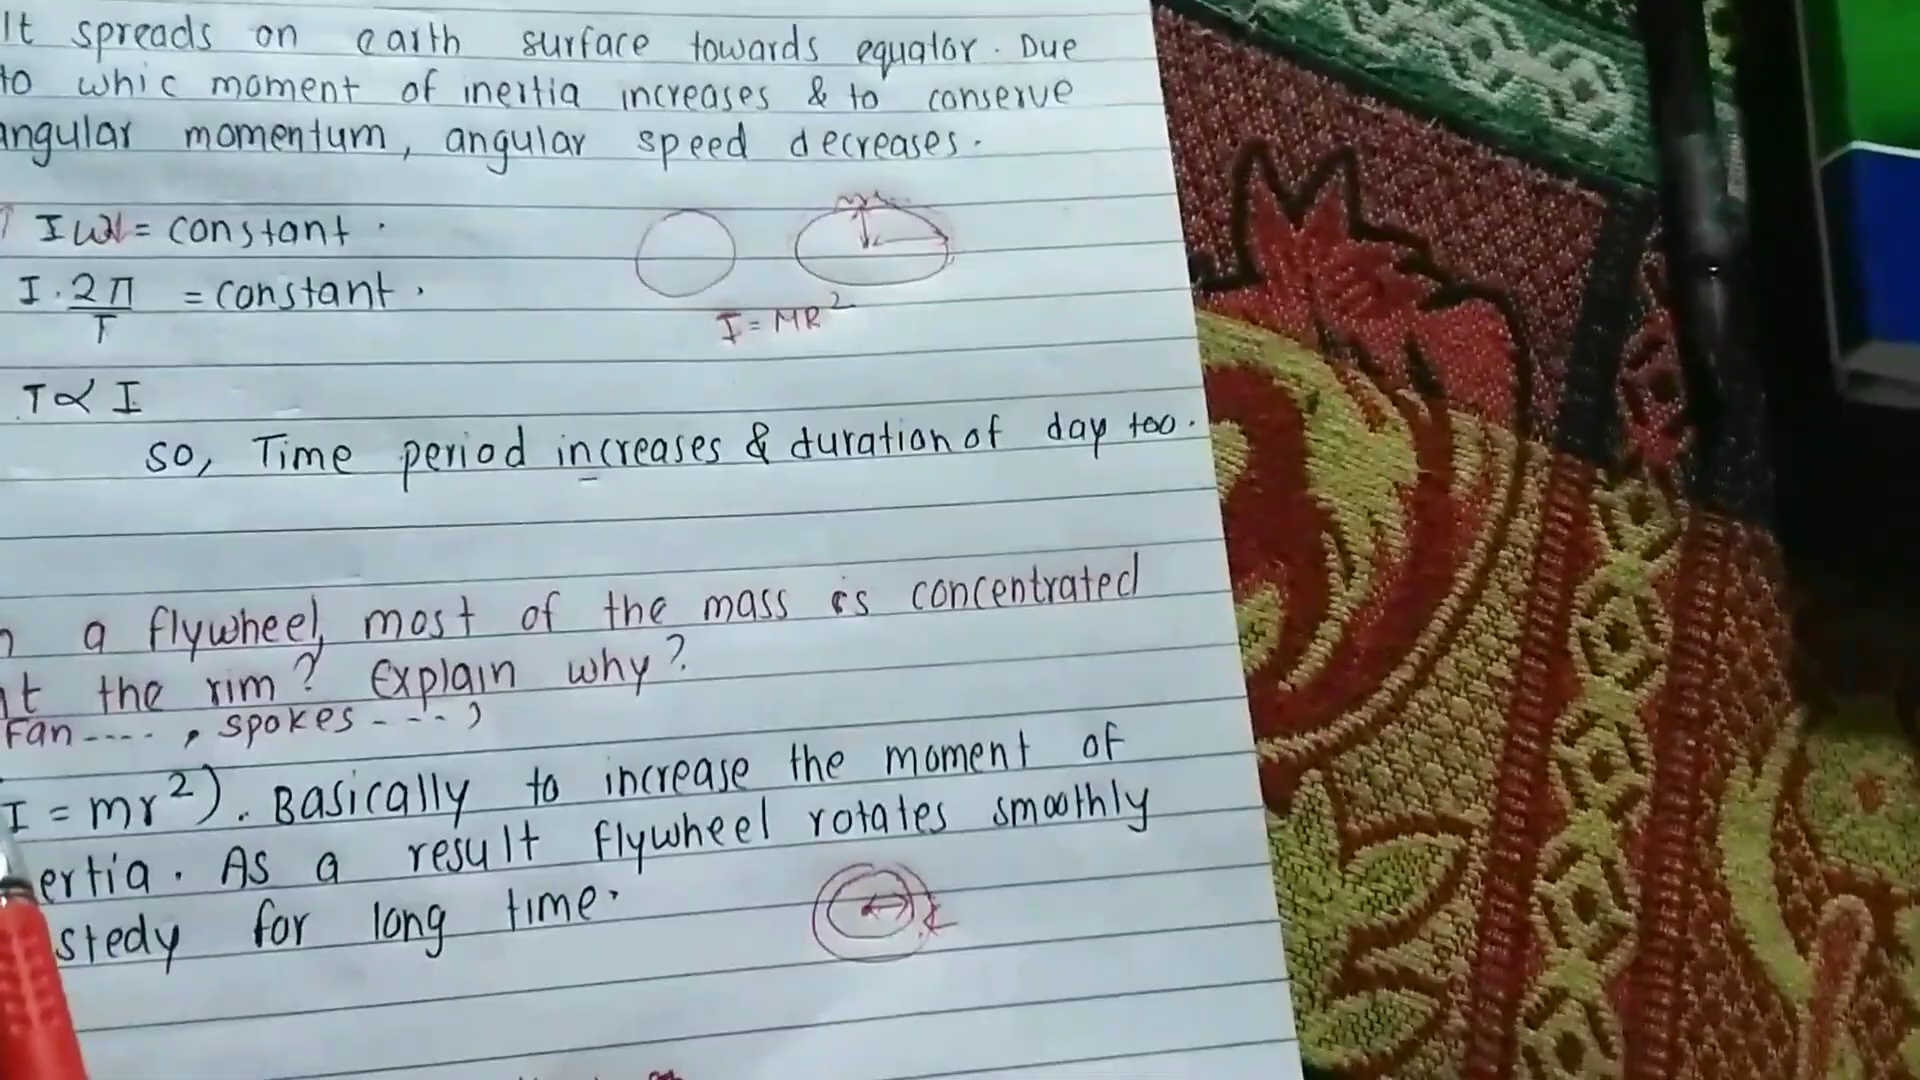 It spreads on earth surface towards equator. Due
to whic moment of inertia increases & to conserve
angular momentum, angular speed decreases.
Iω = constant.
I = MR²
I . 2π/T = constant.
T ∝ I
so, Time period increases & duration of day too.
a flywheel, most of the mass is concentrated
the rim? Explain why?
Fan ...., spokes ....,
I = mr²). Basically to increase the moment of
ertia. As a result flywheel rotates smoothly
stedy for long time.